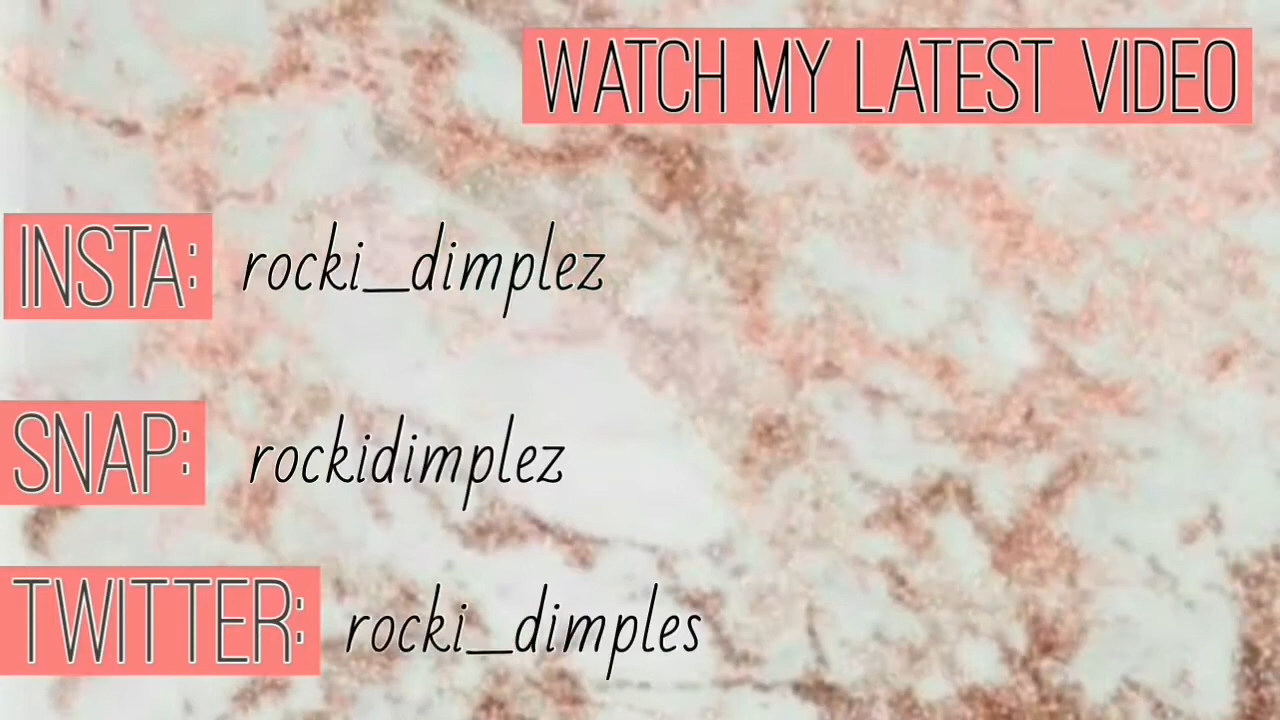 WATCH MY LATEST VIDEO
INSTA: rocki_dimplez
SNAP: rockidimplez
TWITTER: rocki_dimples